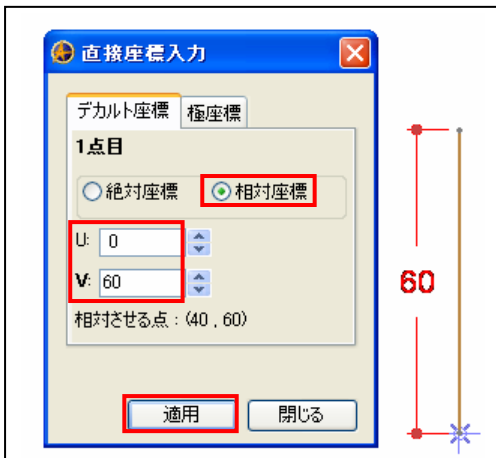 直接座標入力
デカルト座標 極座標
1点目
絶対座標 相対座標
U: 0
V: 60
相対させる点：(40 , 60)
適用 閉じる
60